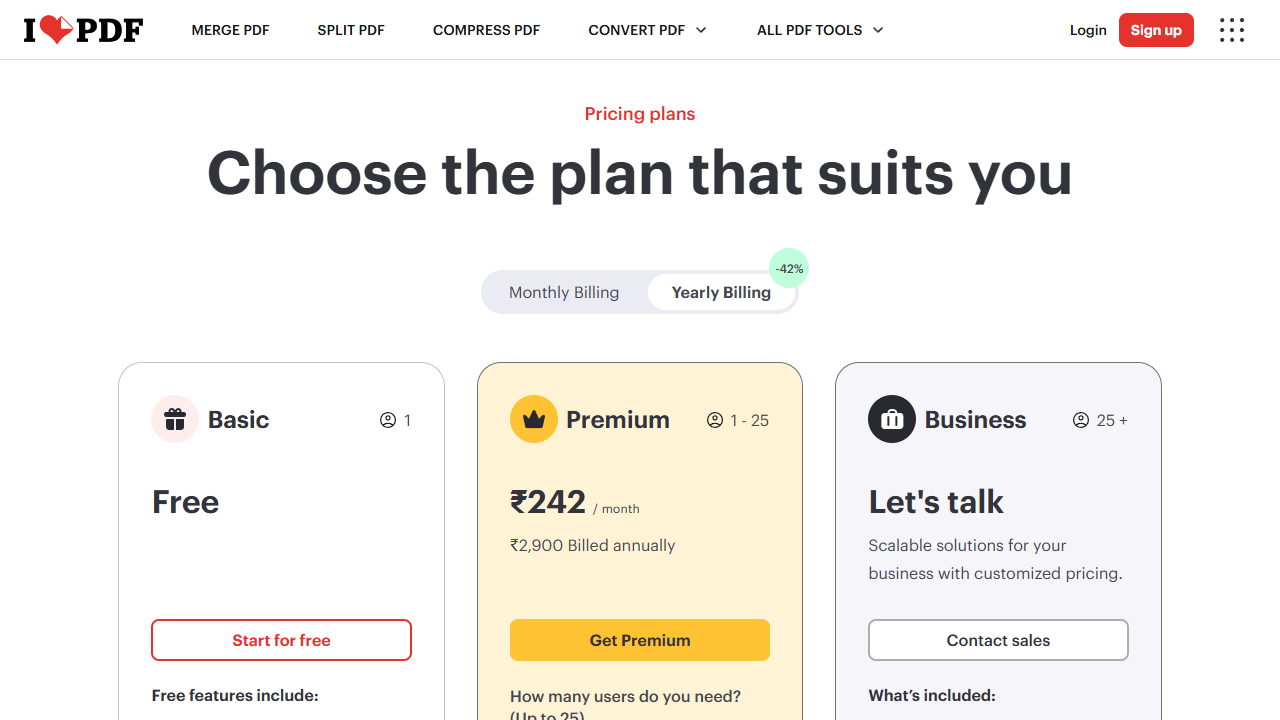 I PDF
MERGE PDF
SPLIT PDF
COMPRESS PDF
CONVERT PDF
ALL PDF TOOLS
Login
Sign up
Pricing plans
Choose the plan that suits you
Monthly Billing
Yearly Billing
-42%
Basic
1
Free
Start for free
Free features include:
Premium
1 - 25
₹242 / month
₹2,900 Billed annually
Get Premium
How many users do you need?
(Up to 25)
Business
25 +
Let's talk
Scalable solutions for your
business with customized pricing.
Contact sales
What’s included: